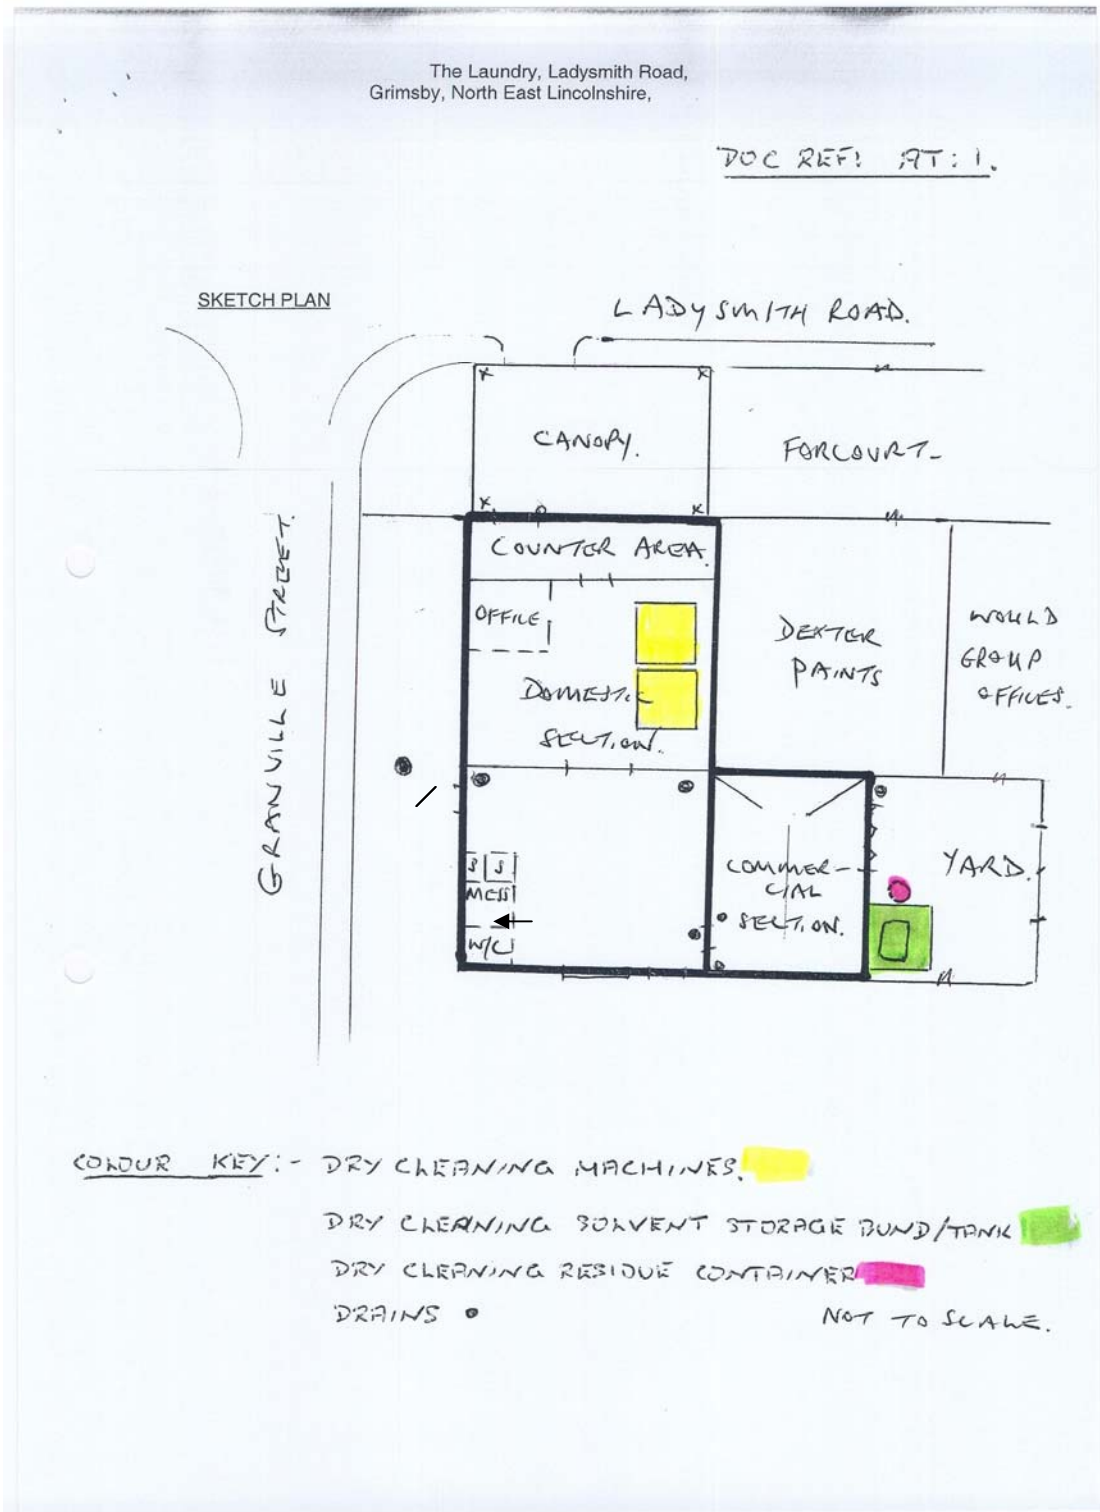 The Laundry, Ladysmith Road,
Grimsby, North East Lincolnshire,
DOC REF: AT:1.
SKETCH PLAN
LADYSMITH ROAD.
CANOPY.
FORCOURT-
GRANVILLE STREET.
COUNTER AREA.
OFFICE
DOMESTIC
SECTION.
DEXTER
PAINTS
WOULD
GROUP
OFFICES.
S S
MESS
W/C
COMMER-
CIAL
SECTION.
YARD.
COLOUR KEY:- DRY CLEANING MACHINES.
DRY CLEANING SOLVENT STORAGE BUND/TANK
DRY CLEANING RESIDUE CONTAINER
DRAINS
NOT TO SCALE.